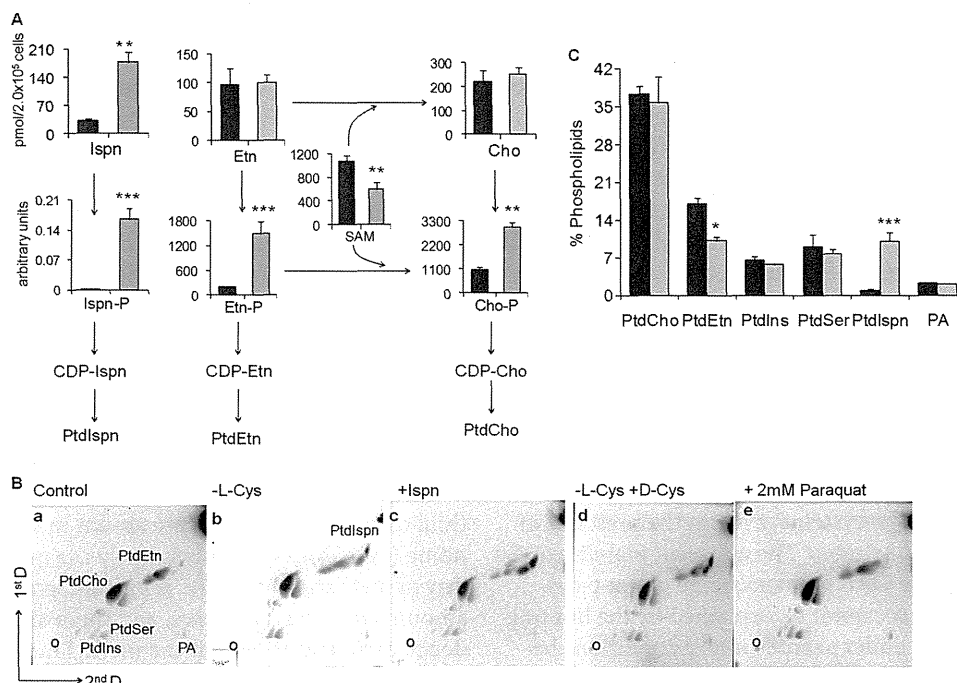 A
pmol/2.0x10⁵ cells
210
140
70
0
**
Ispn
150
100
50
0
Etn
300
200
100
0
Cho
1200
800
400
0
**
SAM
arbitrary units
0.21
0.14
0.07
0
***
Ispn-P
1800
1200
600
0
***
Etn-P
3300
2200
1100
0
**
Cho-P
CDP-Ispn
CDP-Etn
CDP-Cho
PtdIspn
PtdEtn
PtdCho
C
% Phospholipids
42
35
28
21
14
7
0
*
***
PtdCho PtdEtn PtdIns PtdSer PtdIspn PA
B
Control
-L-Cys
+Ispn
-L-Cys +D-Cys
+ 2mM Paraquat
a
b
c
d
e
PtdIspn
PtdEtn
PtdCho
PtdSer
PtdIns
PA
O
O
O
O
O
1st D
2nd D